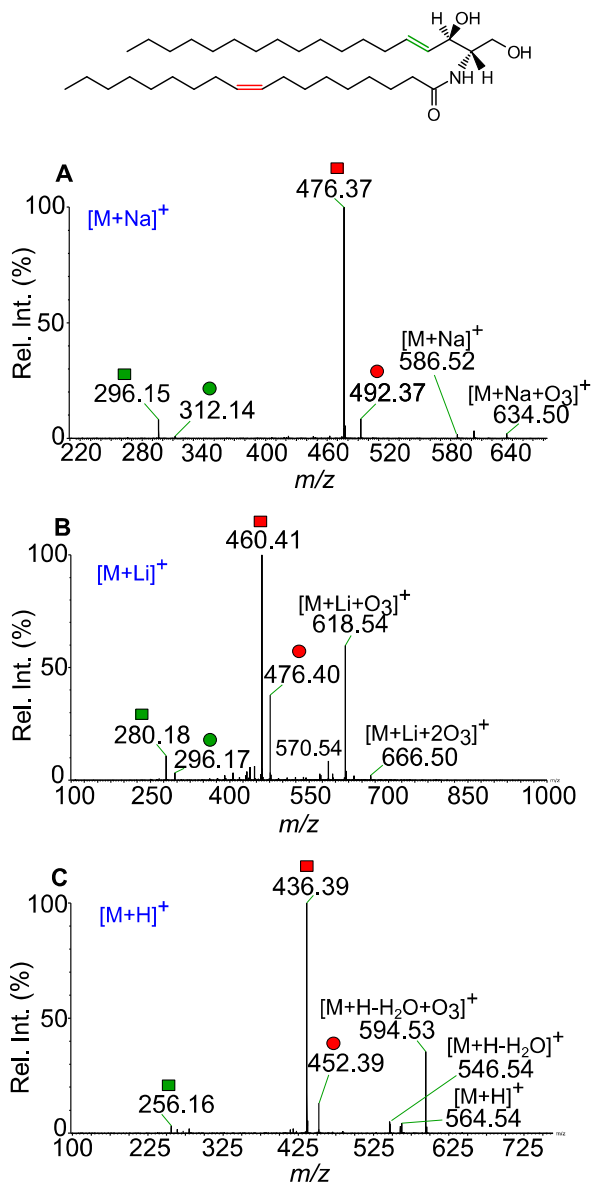 H OH
OH
NH H
O
A
476.37
[M+Na]+
100
Rel. Int. (%)
50
[M+Na]+
586.52
296.15
312.14
492.37
[M+Na+O3]+
634.50
0
220 280 340 400 460 520 580 640
m/z
B
460.41
[M+Li]+
100
[M+Li+O3]+
618.54
Rel. Int. (%)
50
476.40
280.18
296.17
570.54
[M+Li+2O3]+
666.50
0
m/z
100 250 400 550 700 850 1000
m/z
C
436.39
[M+H]+
100
Rel. Int. (%)
[M+H-H2O+O3]+
594.53
50
452.39
[M+H-H2O]+
546.54
[M+H]+
564.54
256.16
0
m/z
100 225 325 425 525 625 725
m/z